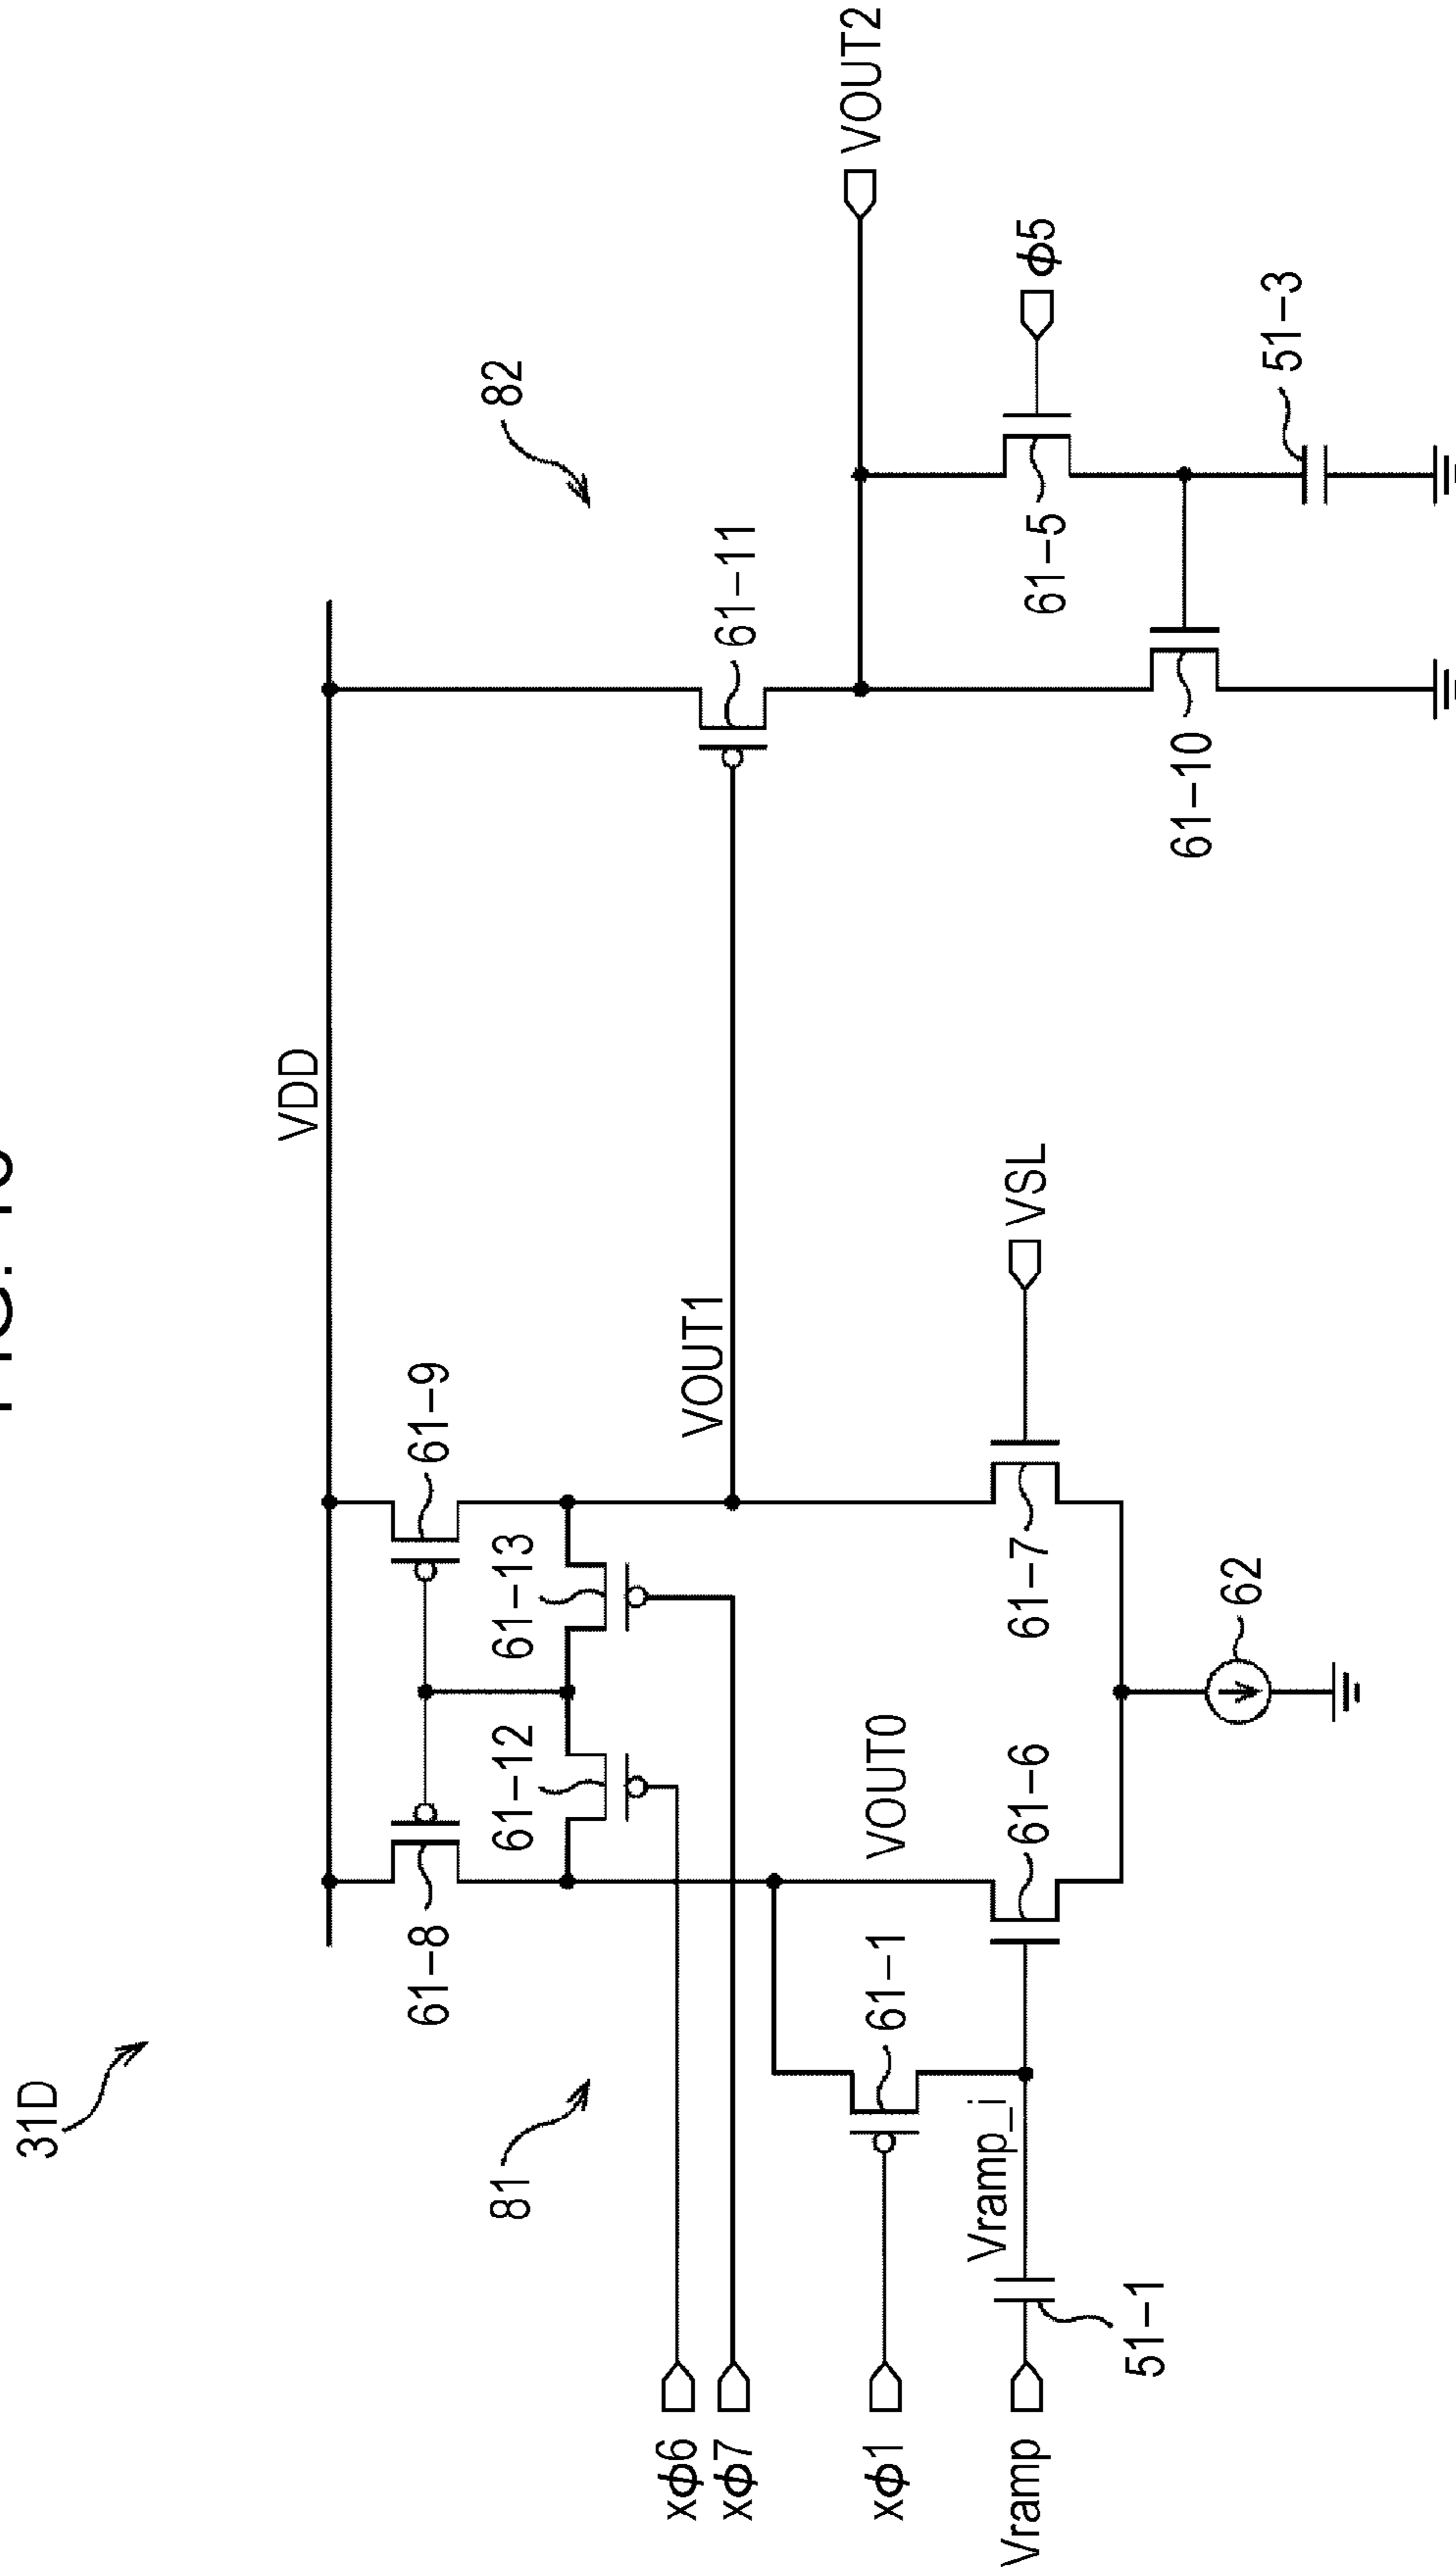 31D
VDD
61-8
61-9
61-12
61-13
81
82
xϕ6
xϕ7
VOUT1
61-11
VOUT2
xϕ1
61-1
VOUT0
Vramp_i
Vramp
51-1
61-6
61-7
VSL
62
61-5
ϕ5
61-10
51-3